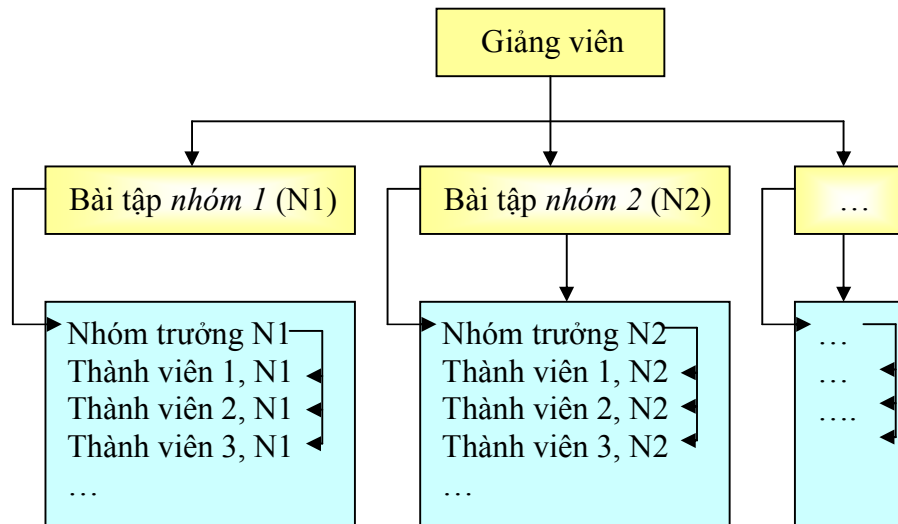 Giảng viên
Bài tập nhóm 1 (N1)
Bài tập nhóm 2 (N2)
…
Nhóm trưởng N1
Thành viên 1, N1
Thành viên 2, N1
Thành viên 3, N1
…
Nhóm trưởng N2
Thành viên 1, N2
Thành viên 2, N2
Thành viên 3, N2
…
…
…
….